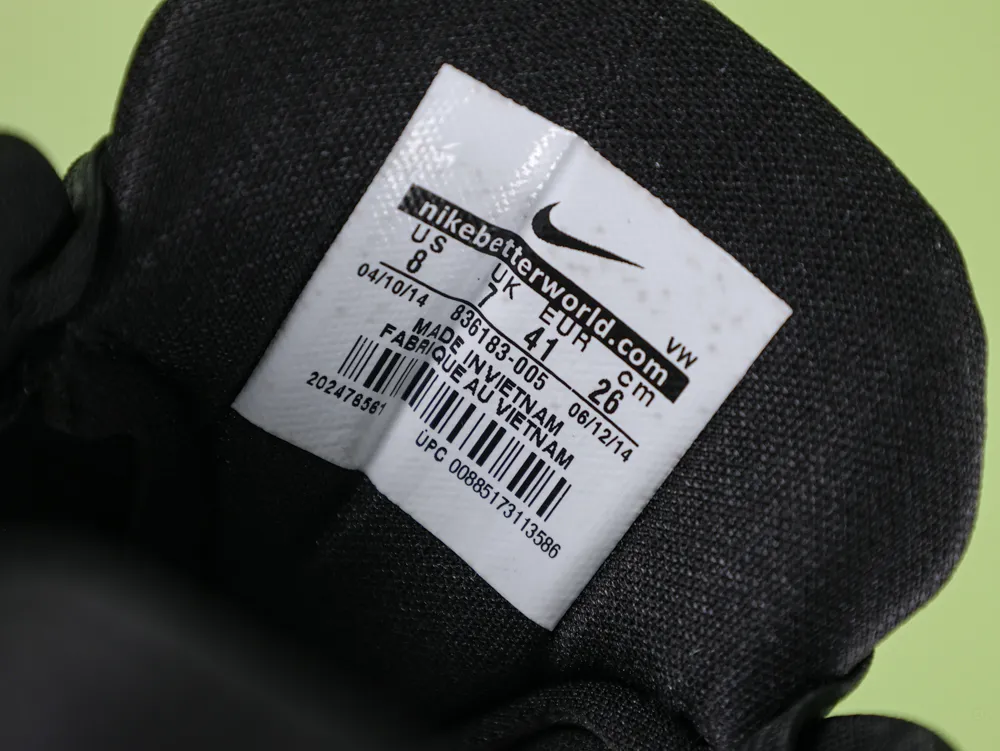 nikebetterworld.com
VW
US UK EUR cm
8 7 41 26
04/10/14 836183-005 06/12/14
MADE IN VIETNAM
FABRIQUE AU VIETNAM
202478561
UPC 00885173113586